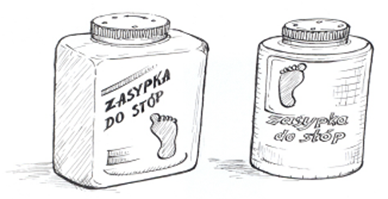 ZASYPKA
DO STÓP
Zasypka
do stóp